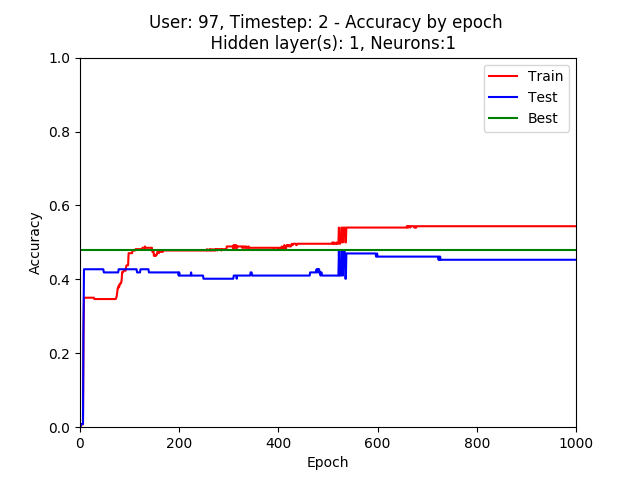 User: 97, Timestep: 2 - Accuracy by epoch
Hidden layer(s): 1, Neurons:1
Train
Test
Best
1.0
0.8
0.6
0.4
0.2
0.0
Accuracy
0 200 400 600 800 1000
Epoch